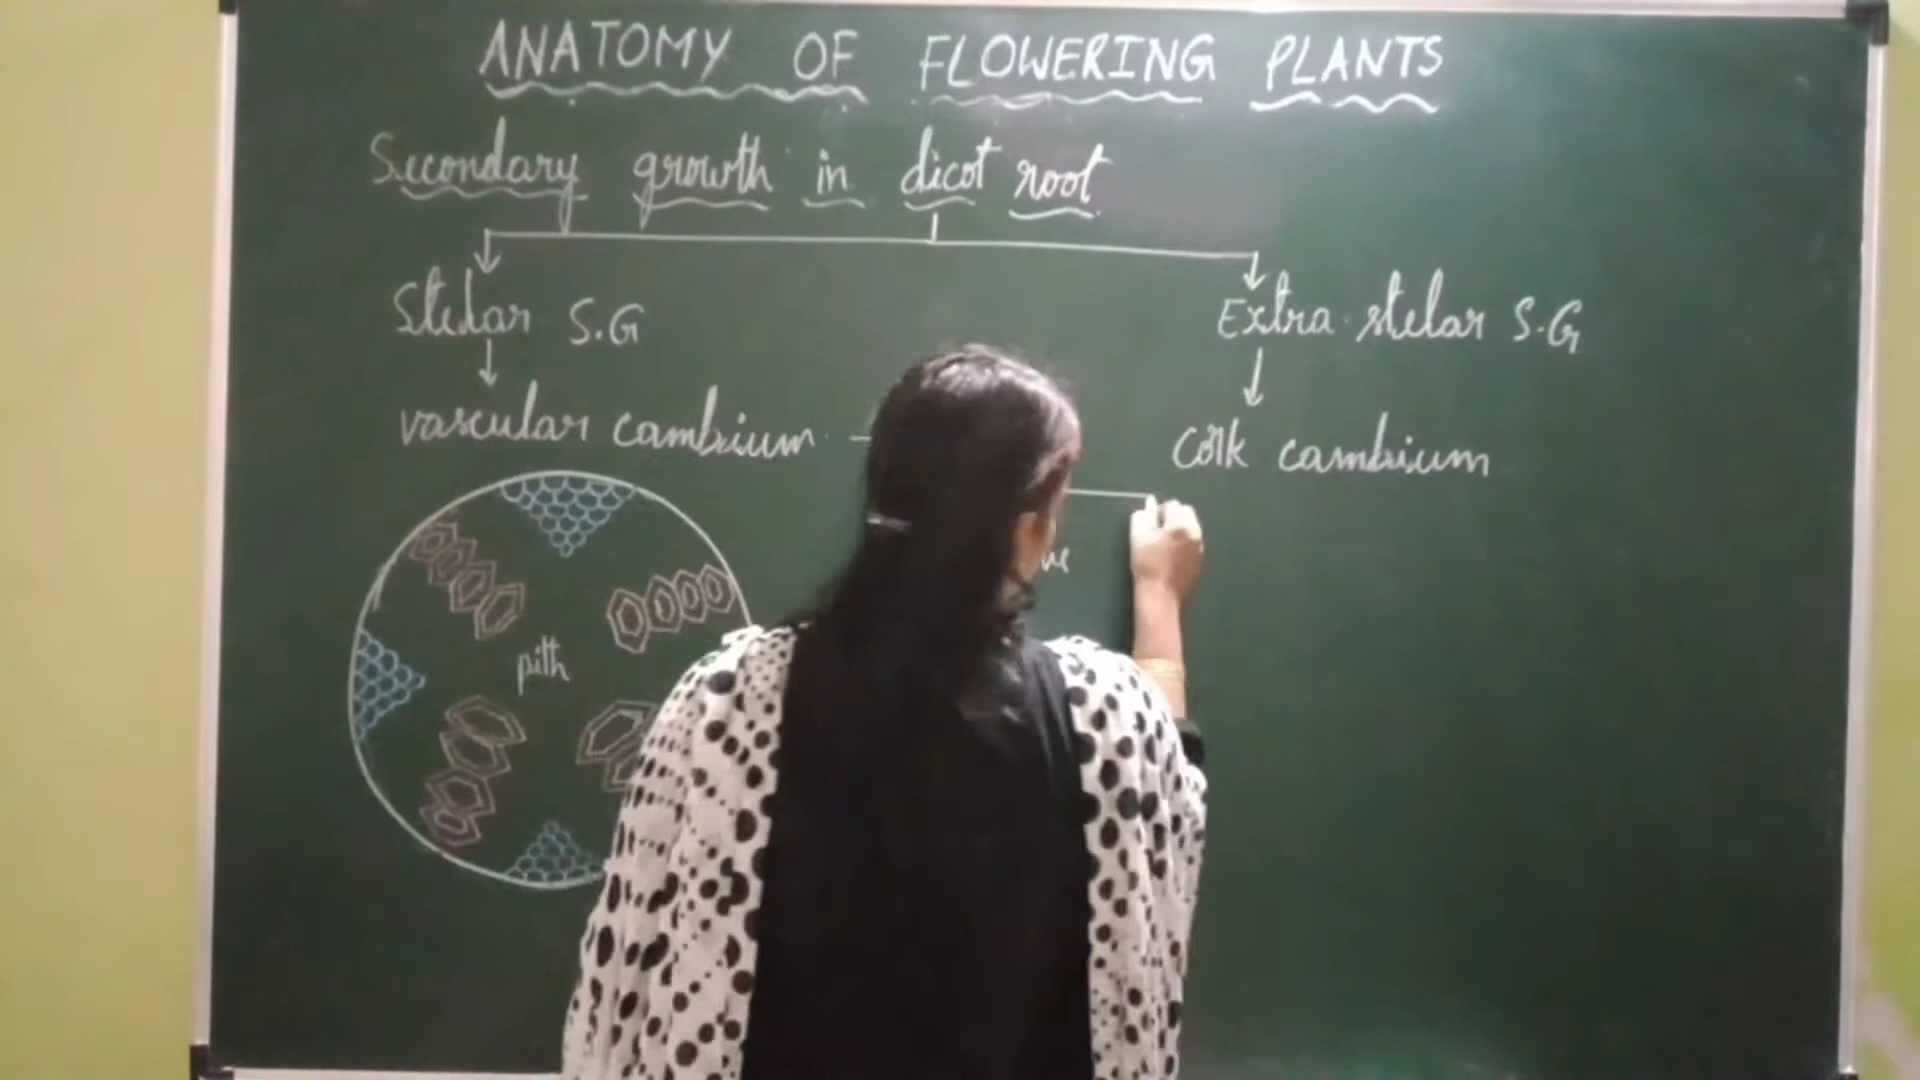 ANATOMY OF FLOWERING PLANTS
Secondary growth in dicot root
Stelar S.G
Extra stelar S.G
vascular cambium
Cork cambium
pith